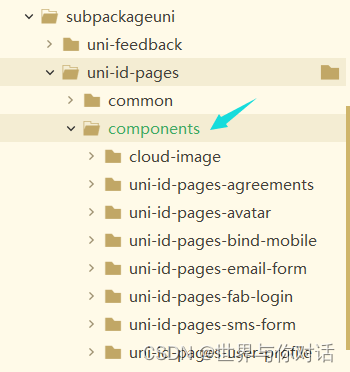 subpackageuni
uni-feedback
uni-id-pages
common
components
cloud-image
uni-id-pages-agreements
uni-id-pages-avatar
uni-id-pages-bind-mobile
uni-id-pages-email-form
uni-id-pages-fab-login
uni-id-pages-sms-form
uni-id-pages-user-profile
CSDN @世界与你对话